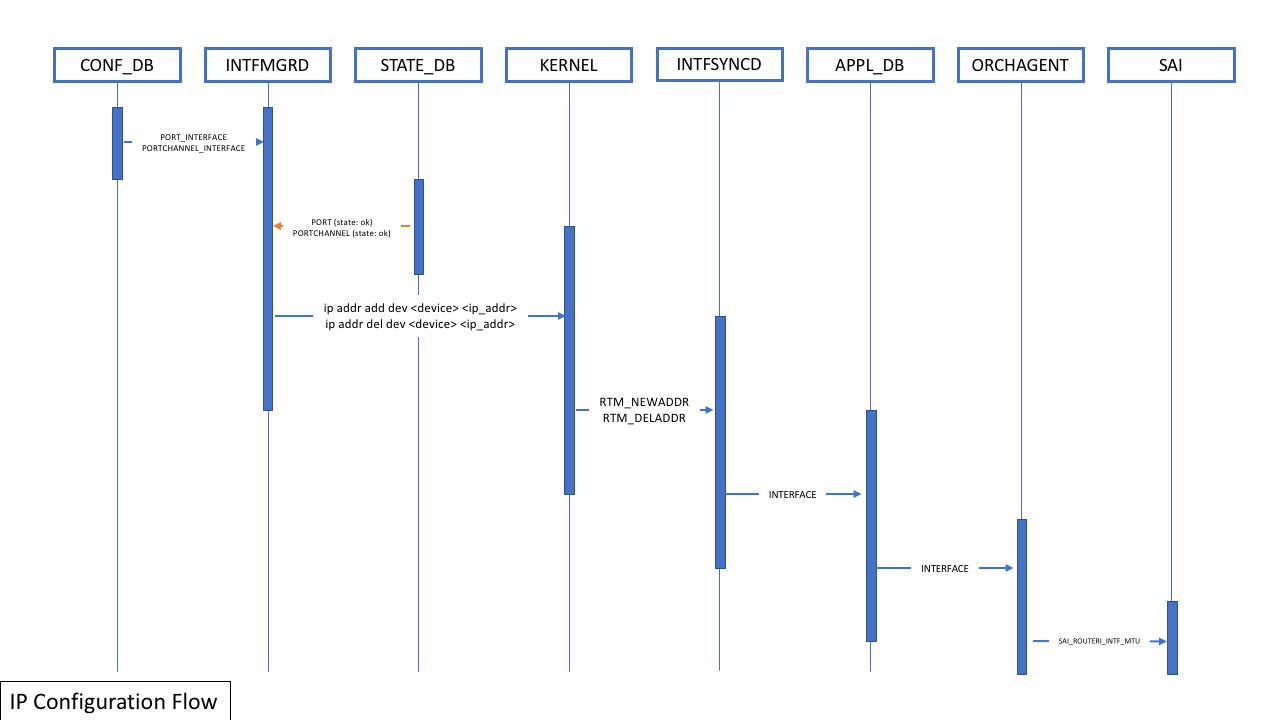 CONF_DB
INTFMGRD
STATE_DB
KERNEL
INTFSYNCD
APPL_DB
ORCHAGENT
SAI
PORT_INTERFACE
PORTCHANNEL_INTERFACE
PORT (state: ok)
PORTCHANNEL (state: ok)
ip addr add dev <device> <ip_addr>
ip addr del dev <device> <ip_addr>
RTM_NEWADDR
RTM_DELADDR
INTERFACE
INTERFACE
SAI_ROUTERI_INTF_MTU
IP Configuration Flow